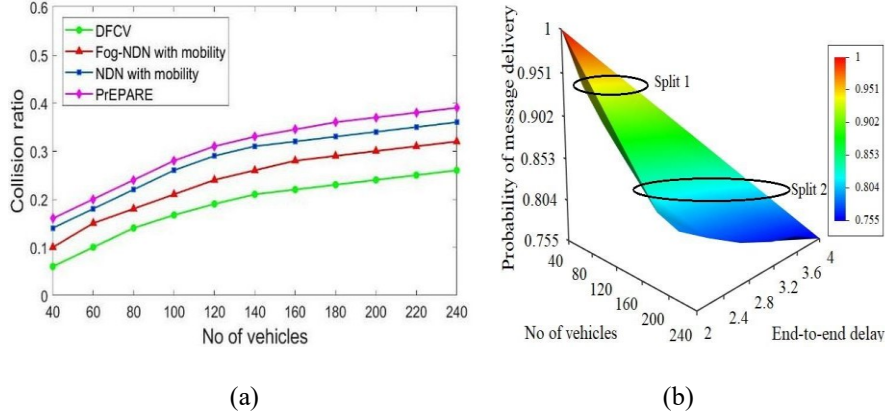 0.6
0.5
0.4
0.3
0.2
0.1
0
Collision ratio
DFCV
Fog-NDN with mobility
NDN with mobility
PrEPARE
40 60 80 100 120 140 160 180 200 220 240
No of vehicles
(a)
Probability of message delivery
1
0.951
0.902
0.853
0.804
0.755
Split 1
Split 2
1
0.951
0.902
0.853
0.804
0.755
40
80
120
160
200
240
No of vehicles
2
2.4
2.8
3.2
3.6
4
End-to-end delay
(b)